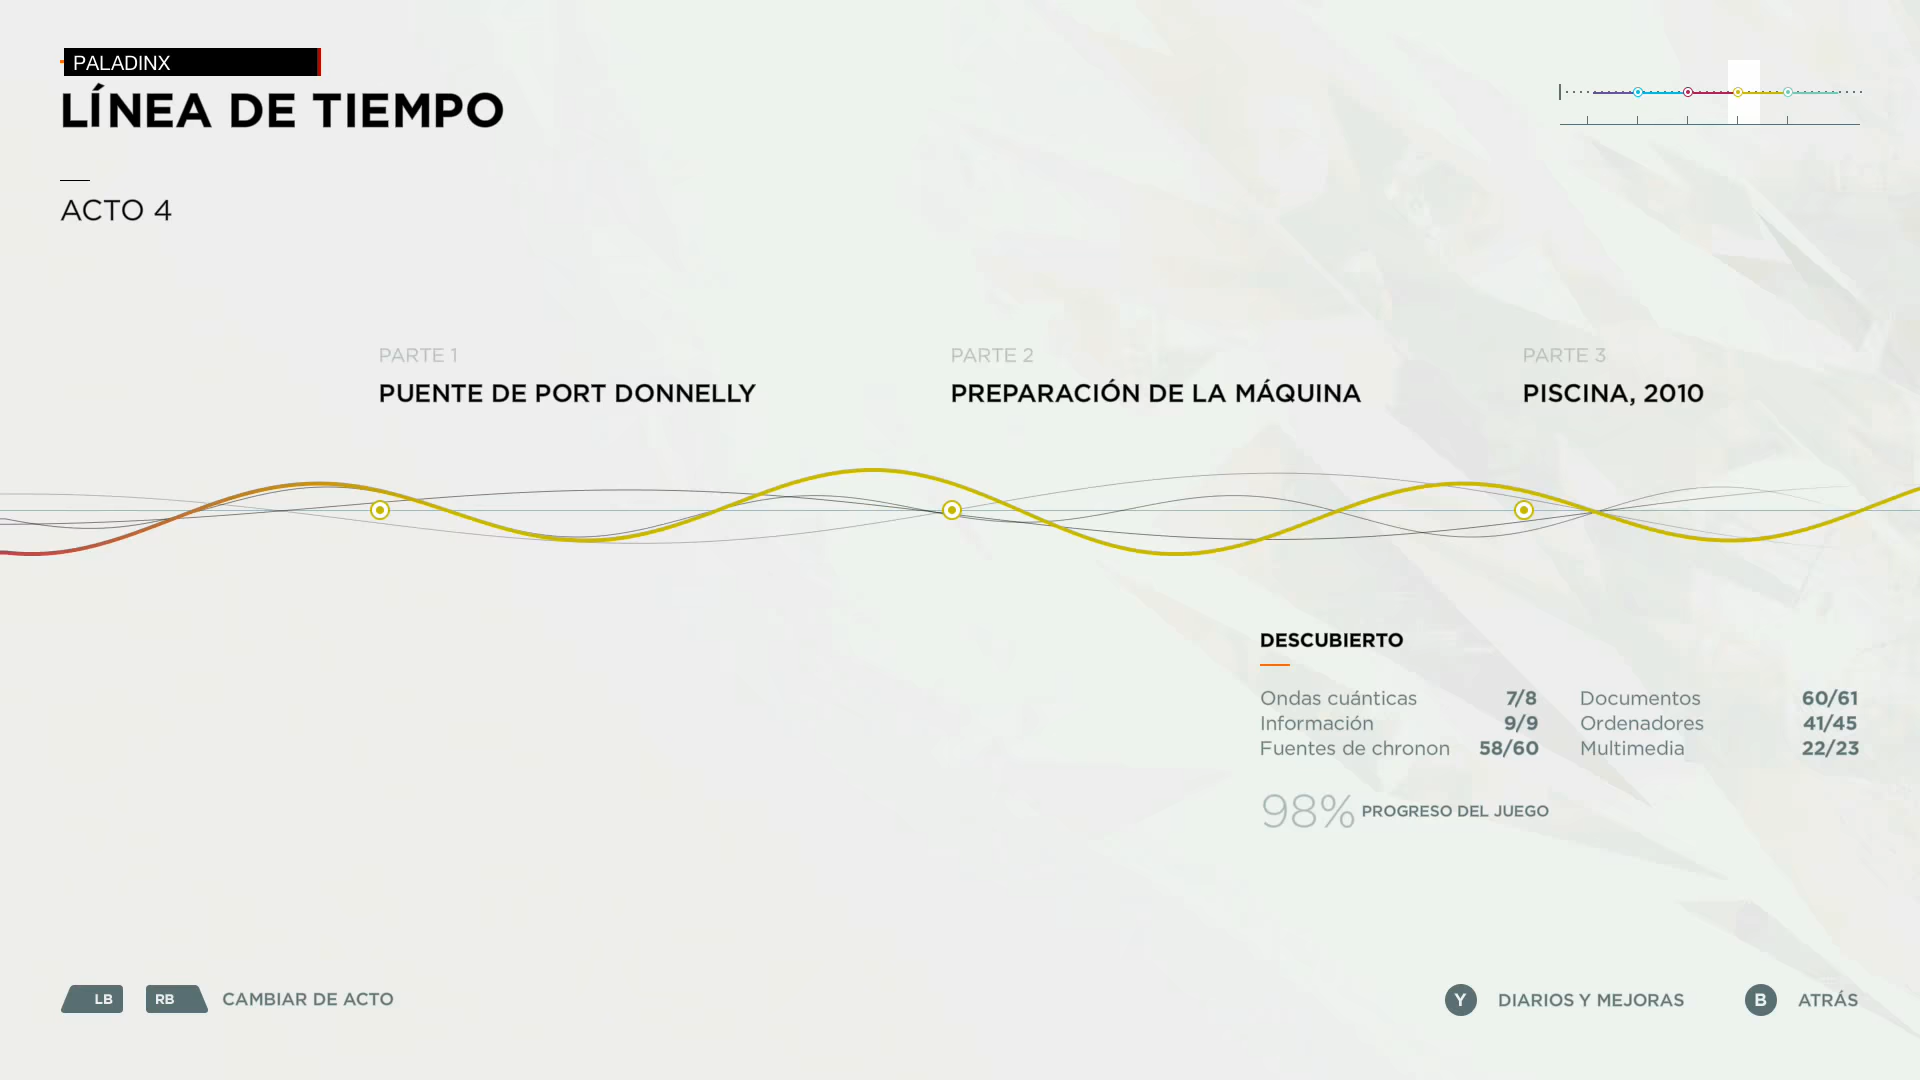 PALADINX
LÍNEA DE TIEMPO
ACTO 4
PARTE 1
PUENTE DE PORT DONNELLY
PARTE 2
PREPARACIÓN DE LA MÁQUINA
PARTE 3
PISCINA, 2010
DESCUBIERTO
Ondas cuánticas 7/8 Documentos 60/61
Información 9/9 Ordenadores 41/45
Fuentes de chronon 58/60 Multimedia 22/23
98% PROGRESO DEL JUEGO
LB RB CAMBIAR DE ACTO
Y DIARIOS Y MEJORAS B ATRÁS